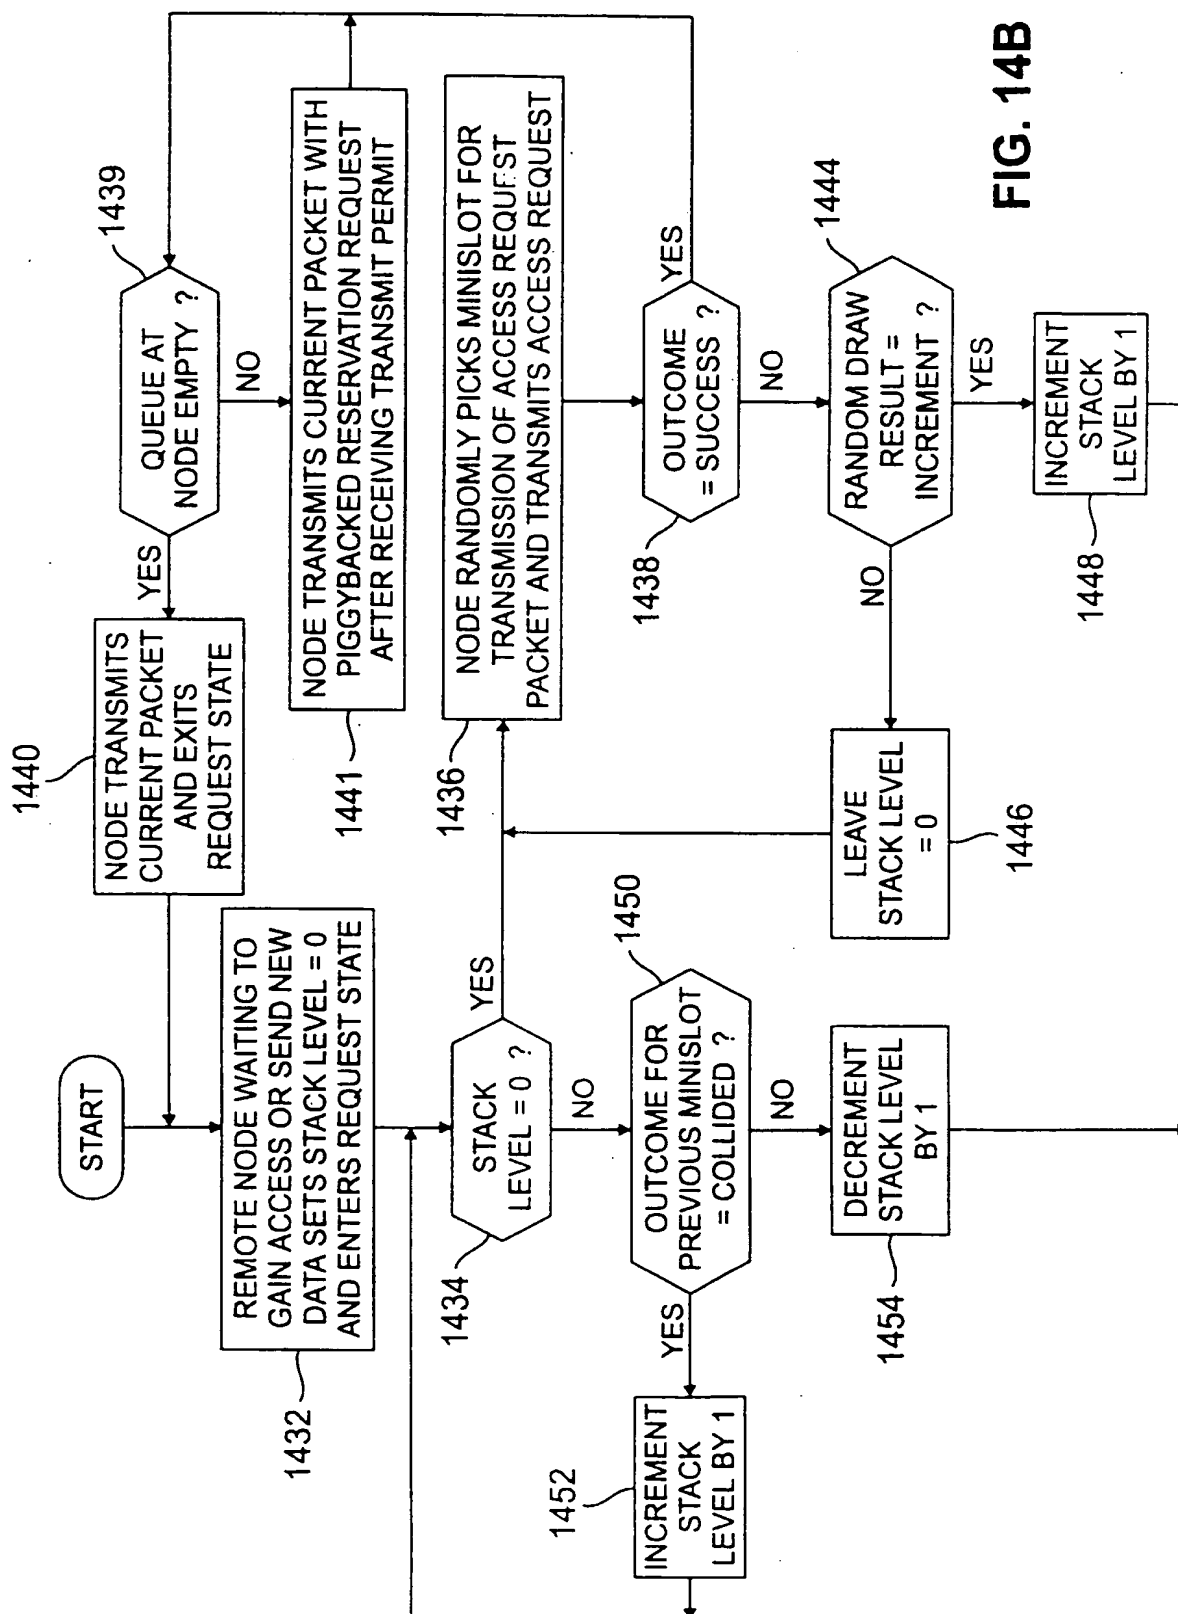 START
REMOTE NODE WAITING TO
GAIN ACCESS OR SEND NEW
DATA SETS STACK LEVEL = 0
AND ENTERS REQUEST STATE
1432
STACK
LEVEL = 0 ?
1434
YES
NO
OUTCOME FOR
PREVIOUS MINISLOT
= COLLIDED ?
1450
YES
NO
INCREMENT
STACK
LEVEL BY 1
1452
DECREMENT
STACK LEVEL
BY 1
1454
NODE TRANSMITS
CURRENT PACKET
AND EXITS
REQUEST STATE
1440
QUEUE AT
NODE EMPTY ?
1439
YES
NO
NODE TRANSMITS CURRENT PACKET WITH
PIGGYBACKED RESERVATION REQUEST
AFTER RECEIVING TRANSMIT PERMIT
1441
NODE RANDOMLY PICKS MINISLOT FOR
TRANSMISSION OF ACCESS REQUEST
PACKET AND TRANSMITS ACCESS REQUEST
1436
OUTCOME
= SUCCESS ?
1438
YES
NO
RANDOM DRAW
RESULT =
INCREMENT ?
1444
NO
YES
LEAVE
STACK LEVEL
= 0
1446
INCREMENT
STACK
LEVEL BY 1
1448
FIG. 14B